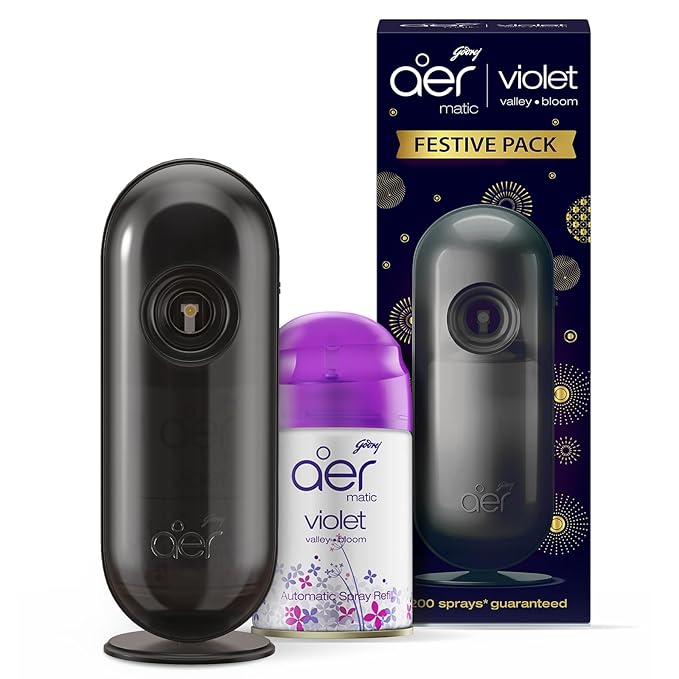 aer
Godrej
aer
matic
violet
valley • bloom
Automatic Spray Refill
Godrej
aer
matic
violet
valley • bloom
FESTIVE PACK
aer
200 sprays* guaranteed